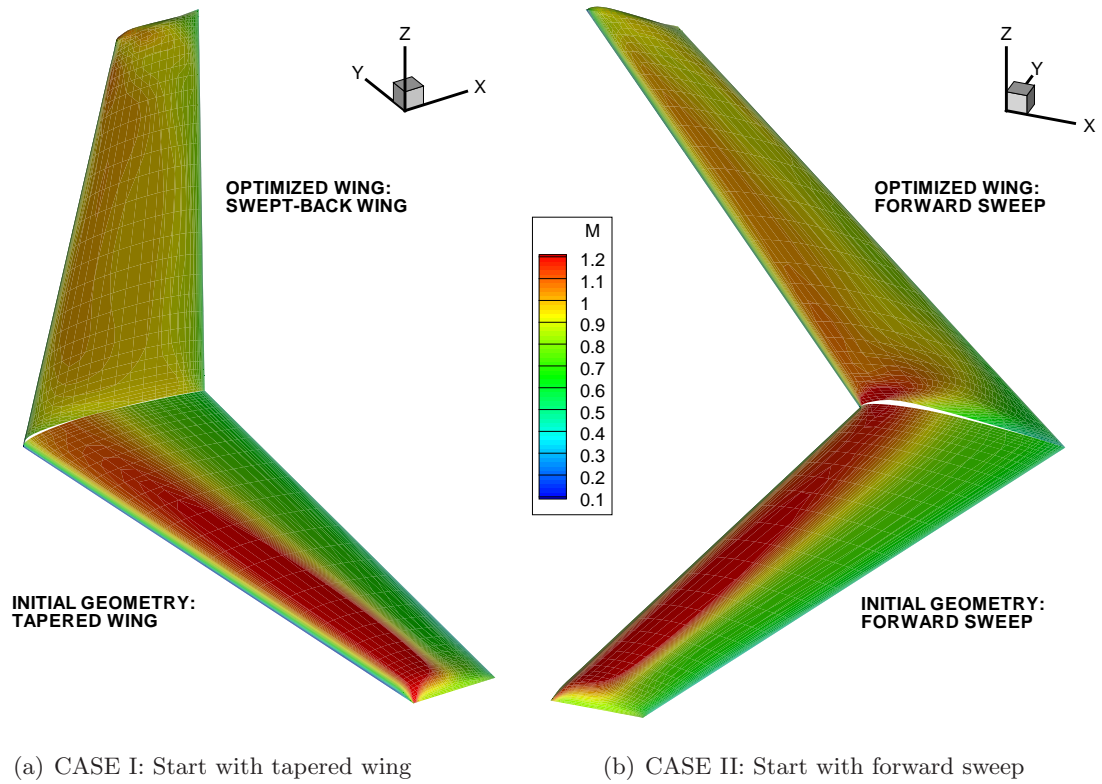 Z
Y
X
OPTIMIZED WING:
SWEPT-BACK WING
INITIAL GEOMETRY:
TAPERED WING
M
1.2
1.1
1
0.9
0.8
0.7
0.6
0.5
0.4
0.3
0.2
0.1
Z
Y
X
OPTIMIZED WING:
FORWARD SWEEP
INITIAL GEOMETRY:
FORWARD SWEEP
(a) CASE I: Start with tapered wing
(b) CASE II: Start with forward sweep